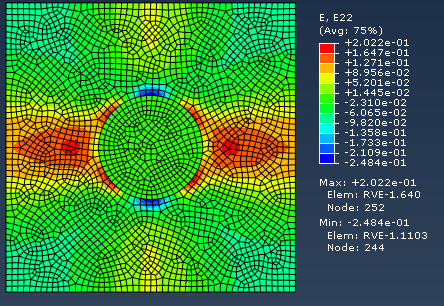 E, E22
(Avg: 75%)
+2.022e-01
+1.647e-01
+1.271e-01
+8.956e-02
+5.201e-02
+1.445e-02
-2.310e-02
-6.065e-02
-9.820e-02
-1.358e-01
-1.733e-01
-2.109e-01
-2.484e-01
Max: +2.022e-01
Elem: RVE-1.640
Node: 252
Min: -2.484e-01
Elem: RVE-1.1103
Node: 244